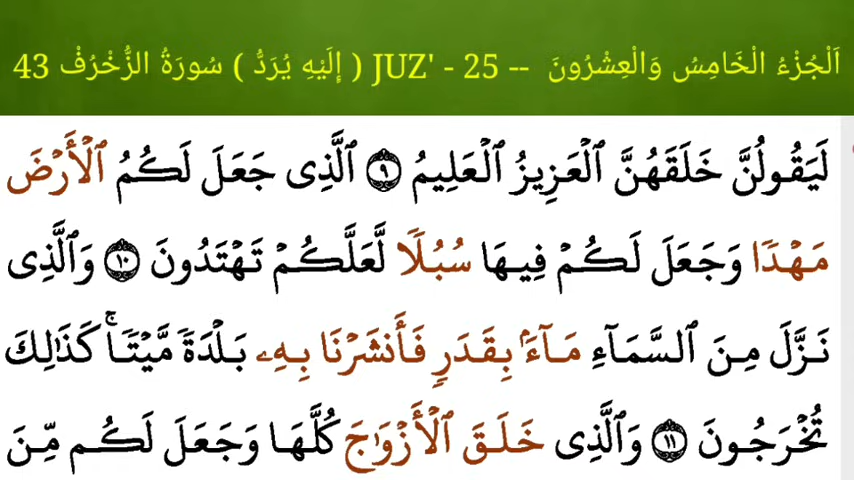 اَلْجُزْءُ الْخَامِسُ وَالْعِشْرُونَ -- JUZ' - 25 ( إِلَيْهِ يُرَدُّ ) سُورَةُ الزُّخْرُفْ 43
لَيَقُولُنَّ خَلَقَهُنَّ ٱلْعَزِيزُ ٱلْعَلِيمُ ٩ ٱلَّذِى جَعَلَ لَكُمُ ٱلْأَرْضَ
مَهْدًا وَجَعَلَ لَكُمْ فِيهَا سُبُلًا لَّعَلَّكُمْ تَهْتَدُونَ ١٠ وَٱلَّذِى
نَزَّلَ مِنَ ٱلسَّمَآءِ مَآءًۢ بِقَدَرٍ فَأَنشَرْنَا بِهِۦ بَلْدَةً مَّيْتًا ۚ كَذَٰلِكَ
تُخْرَجُونَ ١١ وَٱلَّذِى خَلَقَ ٱلْأَزْوَٰجَ كُلَّهَا وَجَعَلَ لَكُم مِّنَ